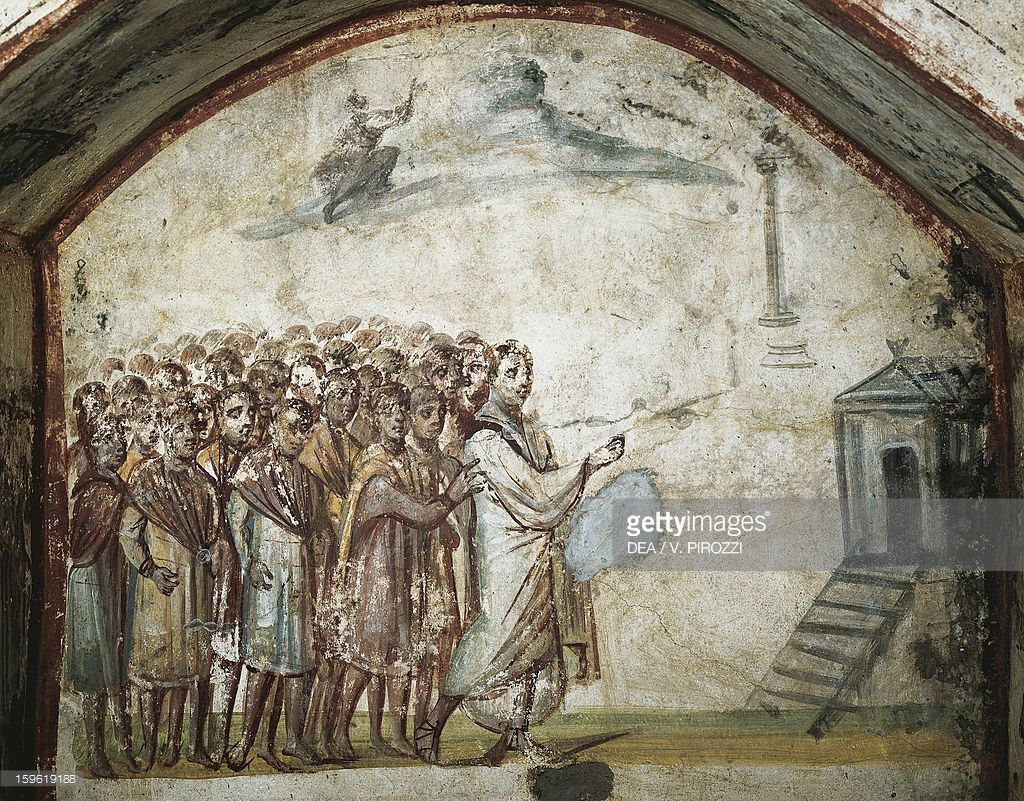 gettyimages®
DEA / V. PIROZZI
159619188